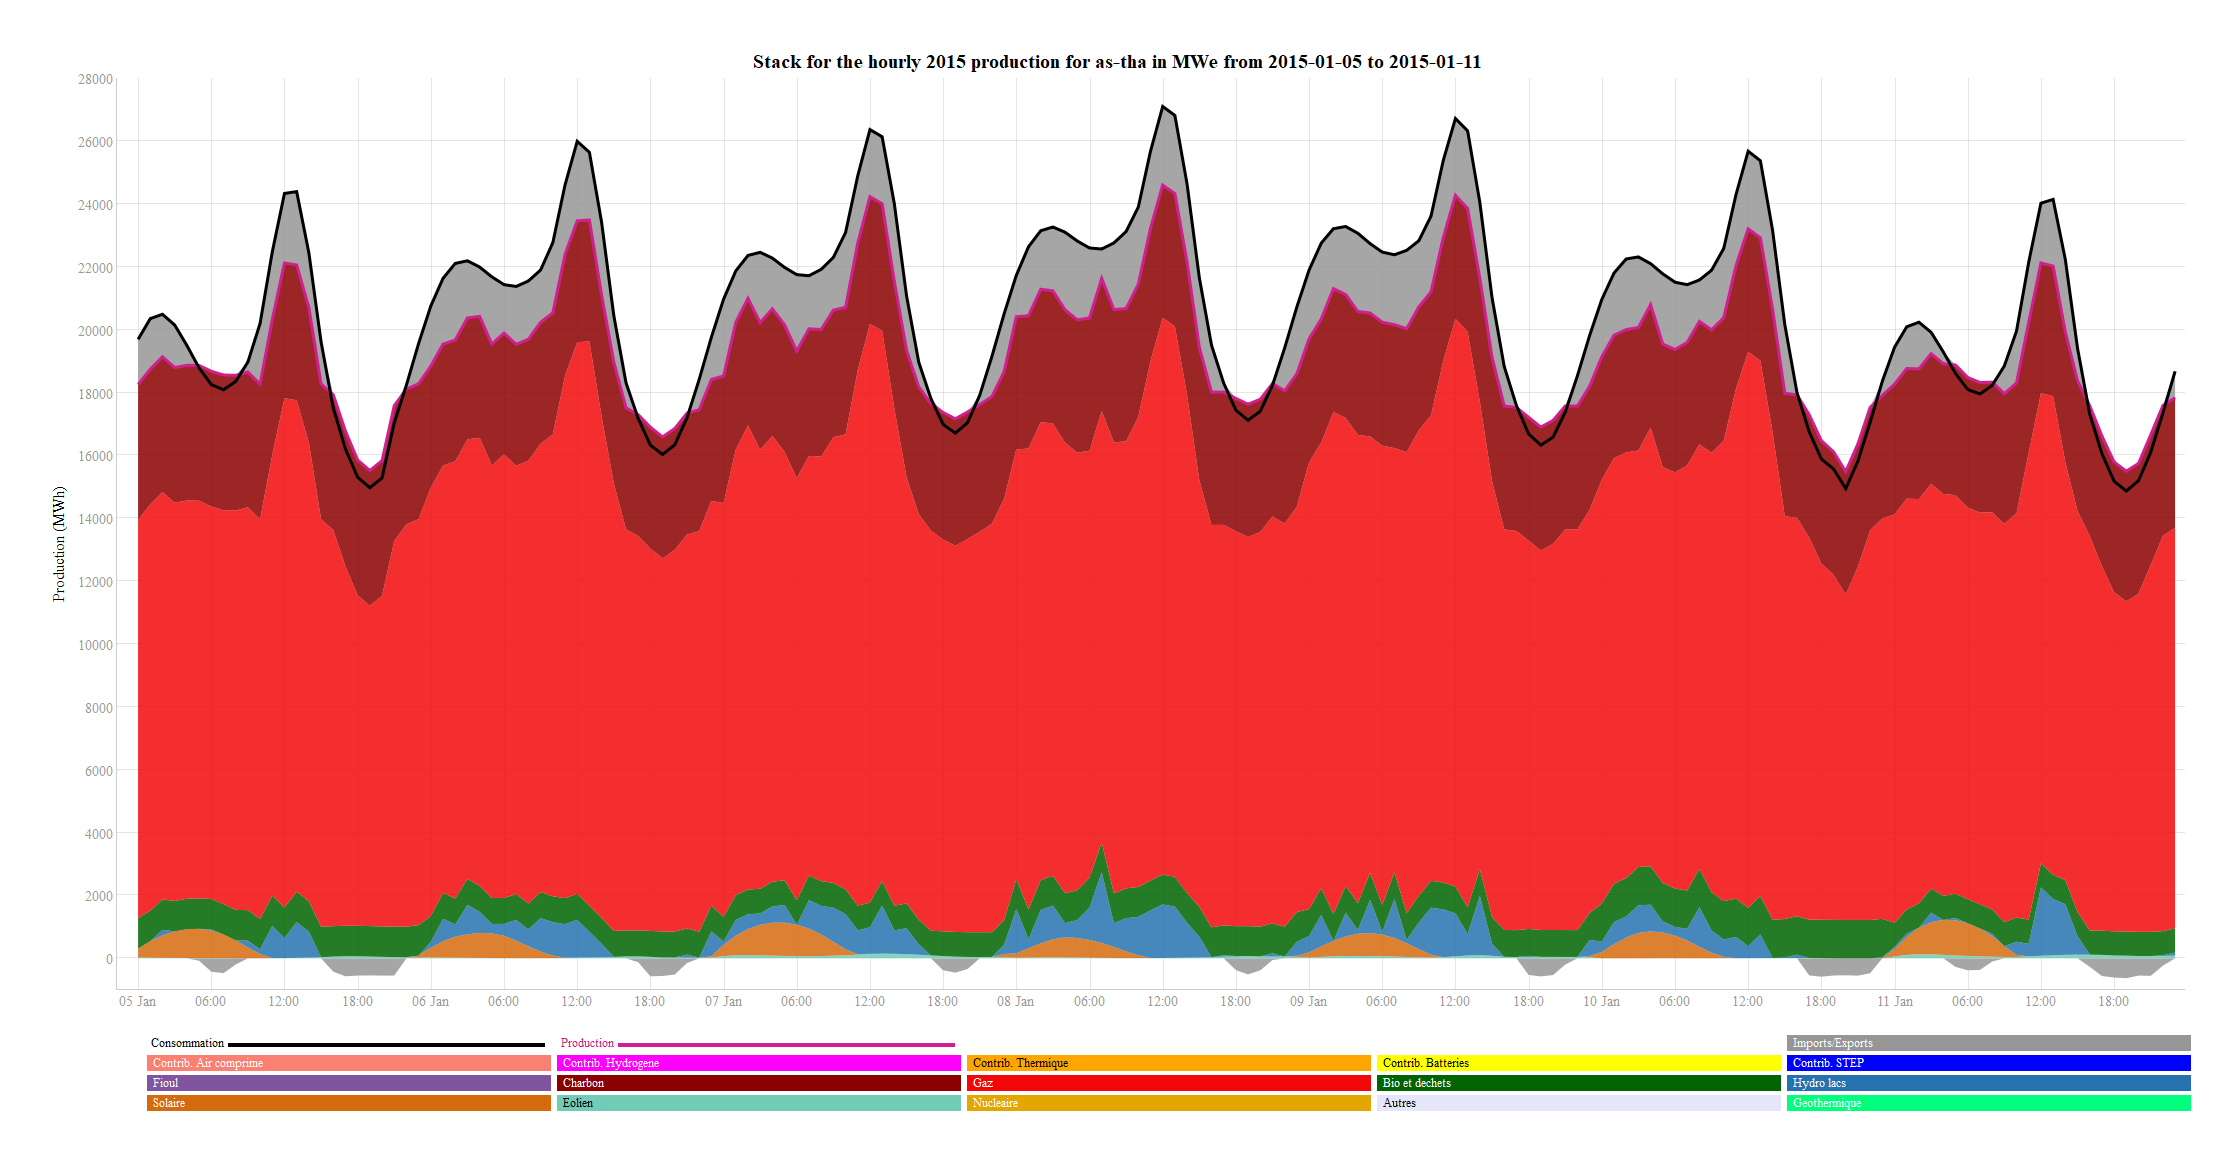 Stack for the hourly 2015 production for as-tha in MWe from 2015-01-05 to 2015-01-11
28000
26000
24000
22000
20000
18000
16000
14000
12000
10000
8000
6000
4000
2000
0
Production (MWh)
05 Jan 06:00 12:00 18:00 06 Jan 06:00 12:00 18:00 07 Jan 06:00 12:00 18:00 08 Jan 06:00 12:00 18:00 09 Jan 06:00 12:00 18:00 10 Jan 06:00 12:00 18:00 11 Jan 06:00 12:00 18:00
Consommation Production Imports/Exports
Contrib. Air comprime Contrib. Hydrogene Contrib. Thermique Contrib. Batteries Contrib. STEP
Fioul Charbon Gaz Bio et dechets Hydro lacs
Solaire Eolien Nucleaire Autres Geothermique